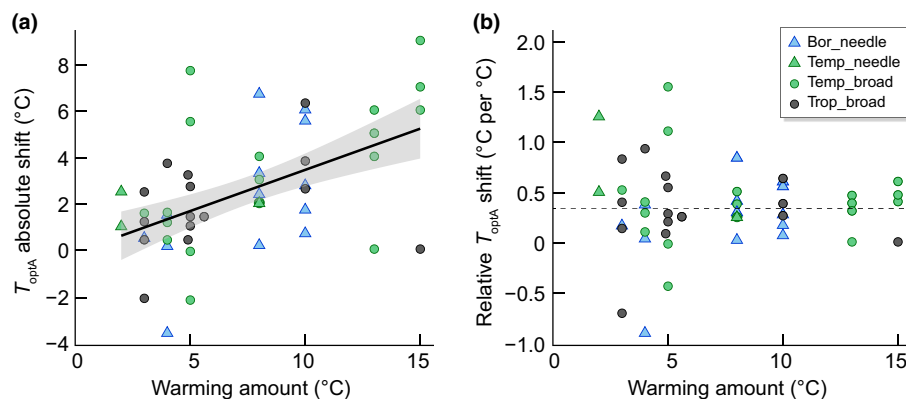 (a)
8
6
4
2
0
−2
−4
5
10
15
ToptA absolute shift (°C)
Warming amount (°C)
(b)
2.0
1.5
1.0
0.5
0.0
−0.5
−1.0
0
5
10
15
Relative ToptA shift (°C per °C)
Warming amount (°C)
Bor_needle
Temp_needle
Temp_broad
Trop_broad